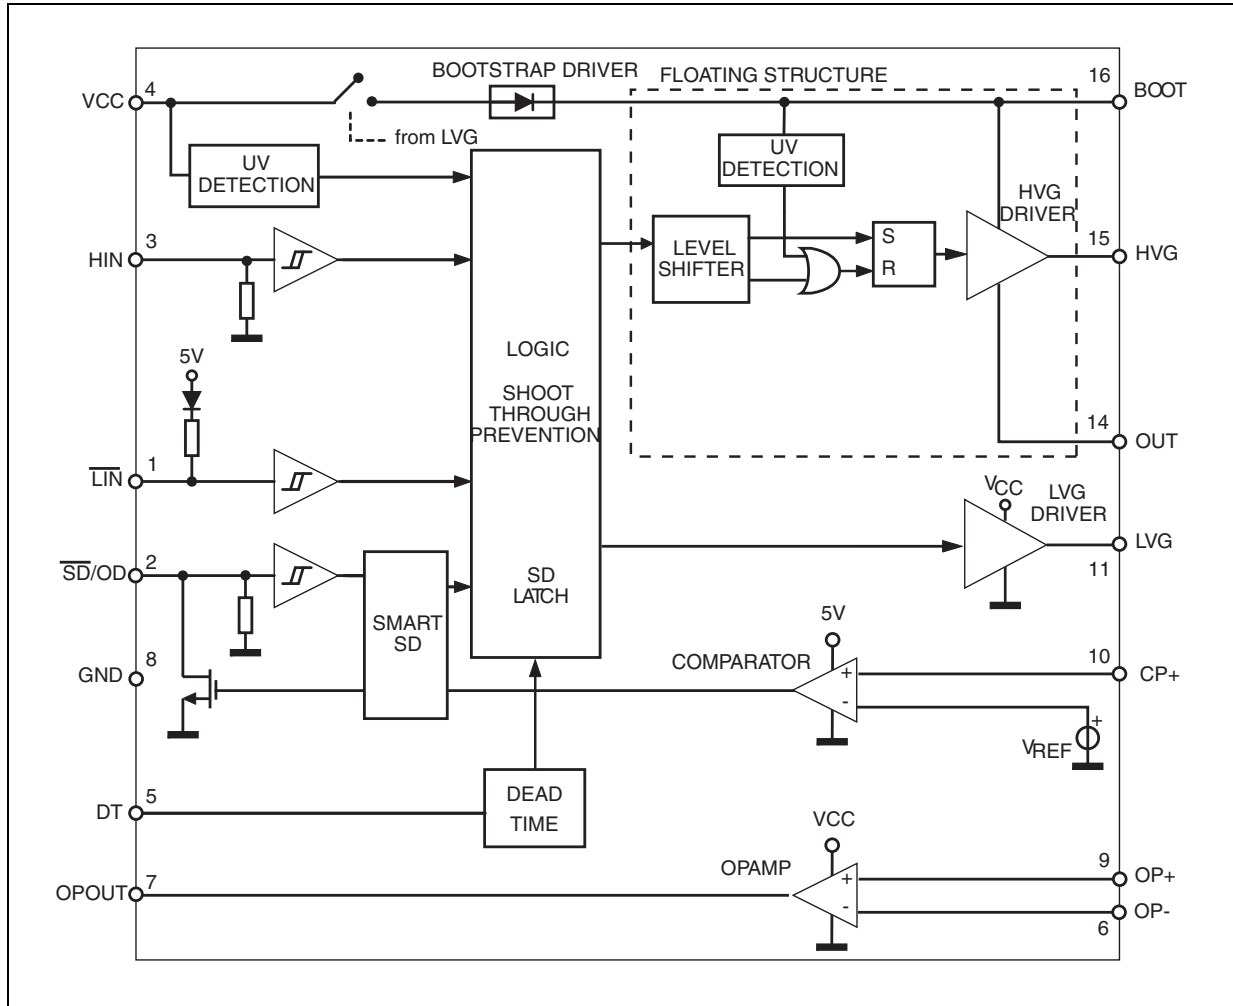 BOOTSTRAP DRIVER
FLOATING STRUCTURE
16
BOOT
4
VCC
from LVG
UV
DETECTION
UV
DETECTION
HVG
DRIVER
3
HIN
LEVEL
SHIFTER
S
R
15
HVG
5V
LOGIC
SHOOT
THROUGH
PREVENTION
14
OUT
1
L̅I̅N̅
VCC
LVG
DRIVER
LVG
11
2
S̅D̅/OD
SD
LATCH
SMART
SD
5V
8
GND
COMPARATOR
+
-
10
CP+
+
VREF
5
DT
DEAD
TIME
VCC
7
OPOUT
OPAMP
+
-
9
OP+
OP-
6